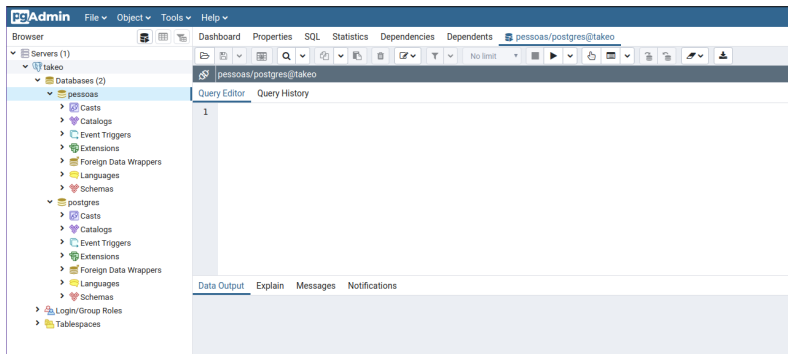 pgAdmin File Object Tools Help
Browser Dashboard Properties SQL Statistics Dependencies Dependents pessoas/postgres@takeo
Servers (1)
takeo
Databases (2)
pessoas
Casts
Catalogs
Event Triggers
Extensions
Foreign Data Wrappers
Languages
Schemas
postgres
Casts
Catalogs
Event Triggers
Extensions
Foreign Data Wrappers
Languages
Schemas
Login/Group Roles
Tablespaces
No limit
pessoas/postgres@takeo
Query Editor Query History
1
Data Output Explain Messages Notifications